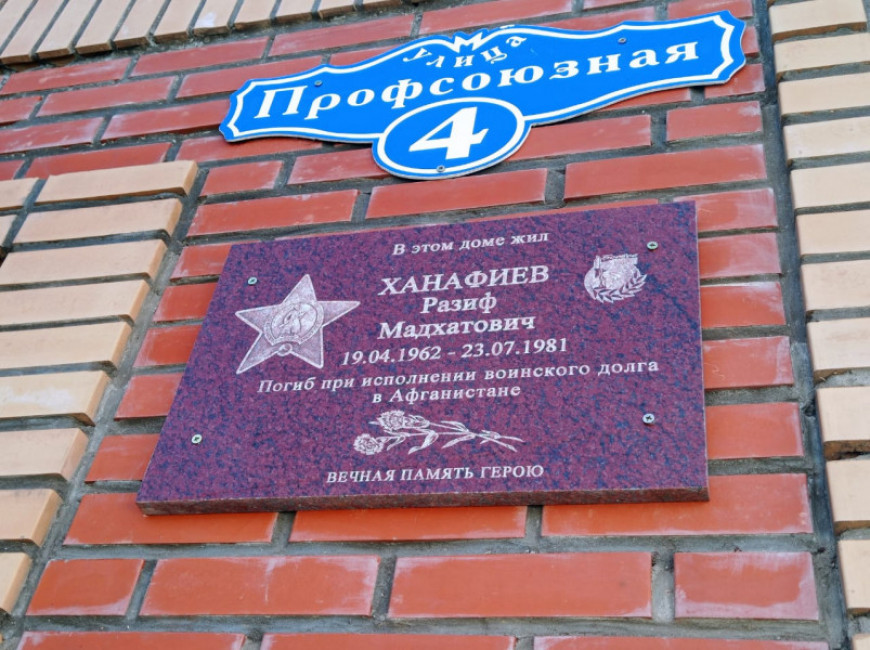 улица
Профсоюзная
4
В этом доме жил
ХАНАФИЕВ
Разиф
Мадхатович
19.04.1962 - 23.07.1981
Погиб при исполнении воинского долга
в Афганистане
ВЕЧНАЯ ПАМЯТЬ ГЕРОЮ